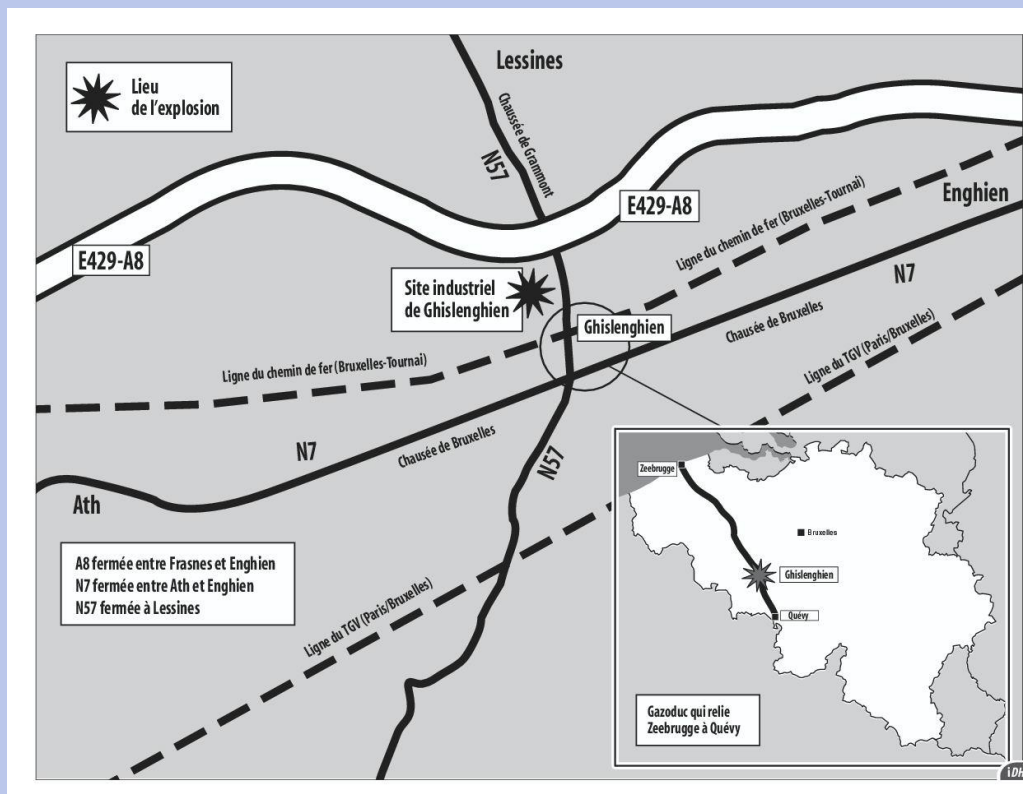 Lieu
de l'explosion
Lessines
Chaussée de Grammont
N57
E429-A8
E429-A8
Ligne du chemin de fer (Bruxelles-Tournai)
Enghien
N7
Site industriel
de Ghislenghien
Ghislenghien
Chausée de Bruxelles
Ligne du TGV (Paris/Bruxelles)
Ligne du chemin de fer (Bruxelles-Tournai)
N7
Chausée de Bruxelles
N57
Ath
A8 fermée entre Frasnes et Enghien
N7 fermée entre Ath et Enghien
N57 fermée à Lessines
Ligne du TGV (Paris/Bruxelles)
Zeebrugge
Bruxelles
Ghislenghien
Quévy
Gazoduc qui relie
Zeebrugge à Quévy